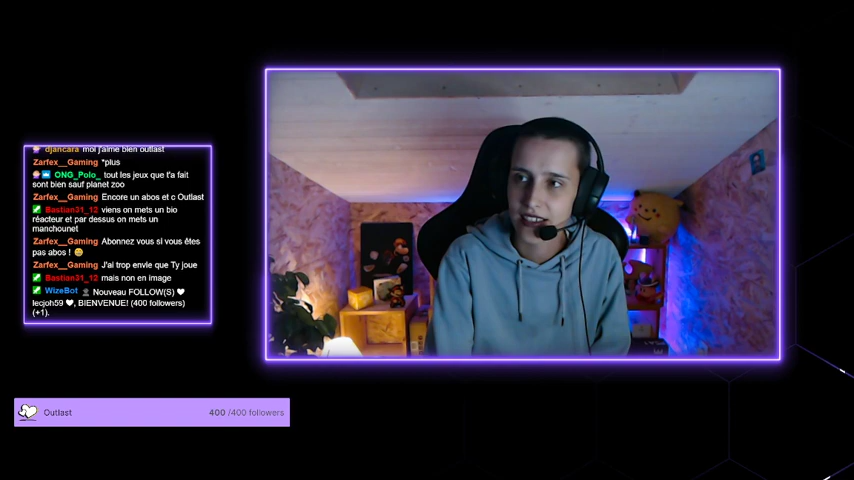 djancara moi j'aime bien outlast
Zarfex__Gaming *plus
ONG_Polo_ tout les jeux que t'a fait
sont bien sauf planet zoo
Zarfex__Gaming Encore un abos et c Outlast
Bastian31_12 viens on mets un bio
réacteur et par dessus on mets un
manchounet
Zarfex__Gaming Abonnez vous si vous êtes
pas abos !
Zarfex__Gaming J'ai trop envie que Ty joue
Bastian31_12 mais non en image
WizeBot Nouveau FOLLOW(S)
lecjoh59, BIENVENUE! (400 followers)
(+1).
Outlast 400 /400 followers